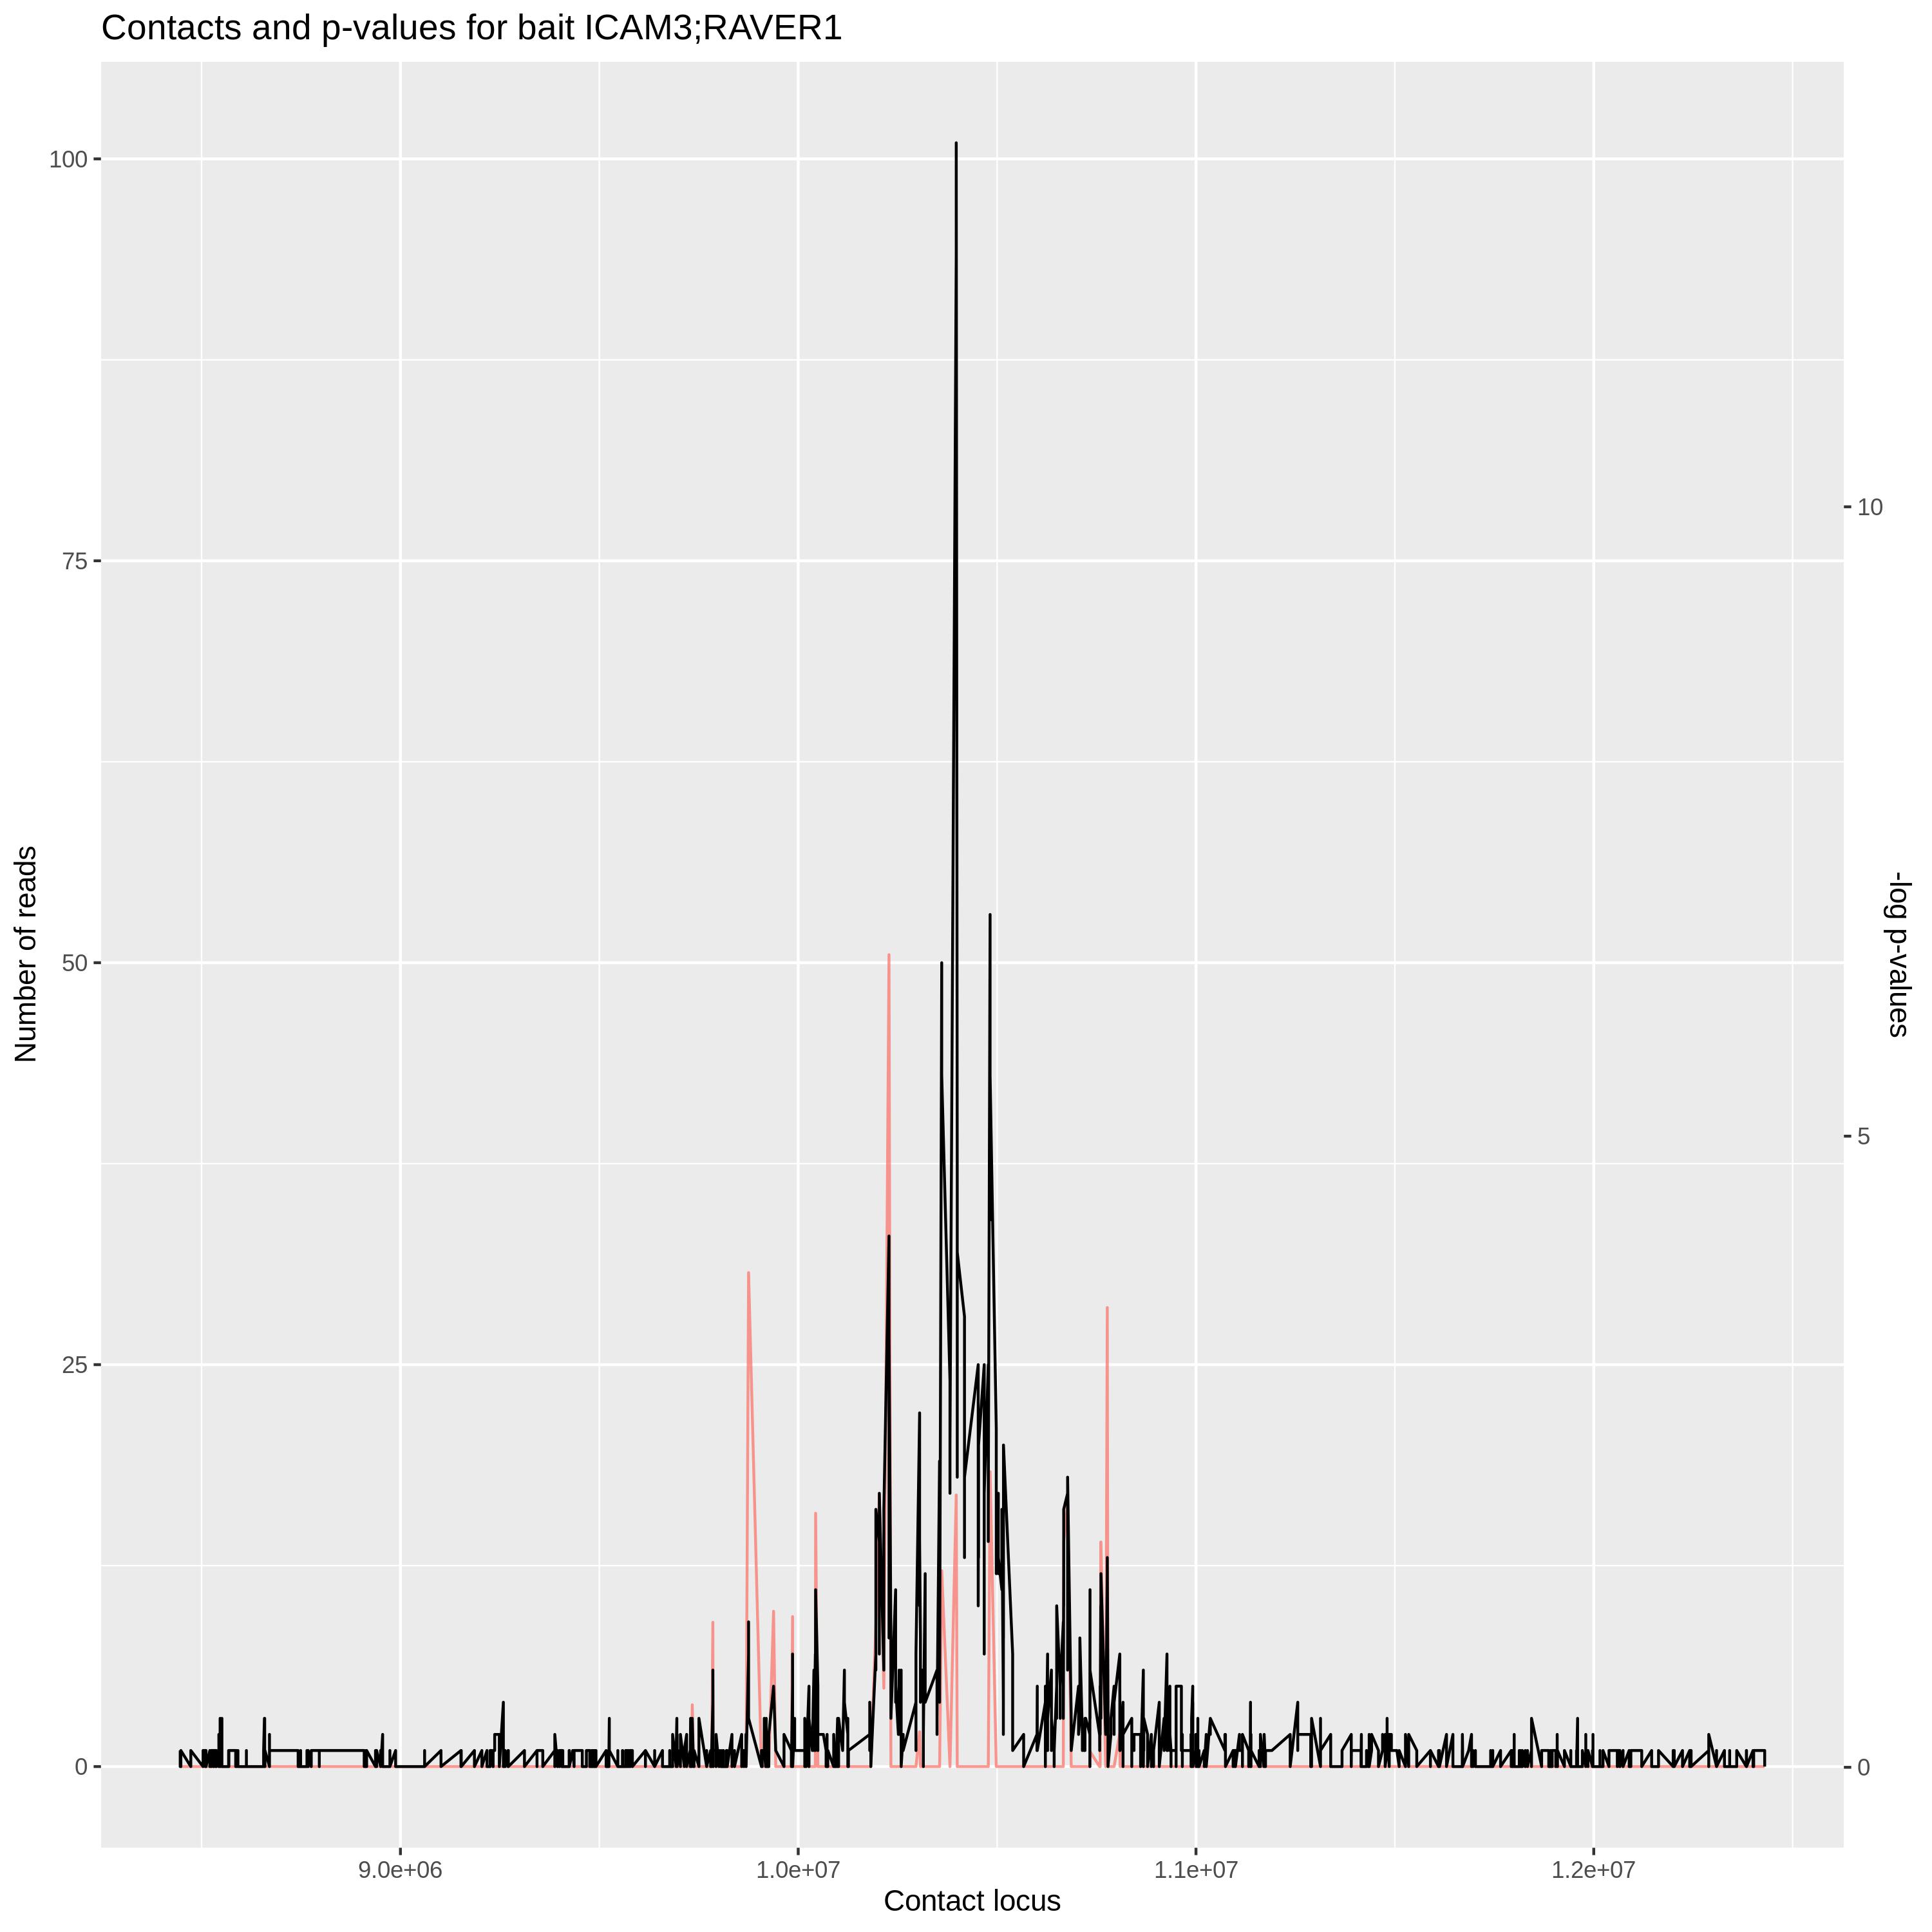 Contacts and p-values for bait ICAM3;RAVER1
100
75
50
25
0
Number of reads
10
5
0
-log p-values
9.0e+06
1.0e+07
1.1e+07
1.2e+07
Contact locus